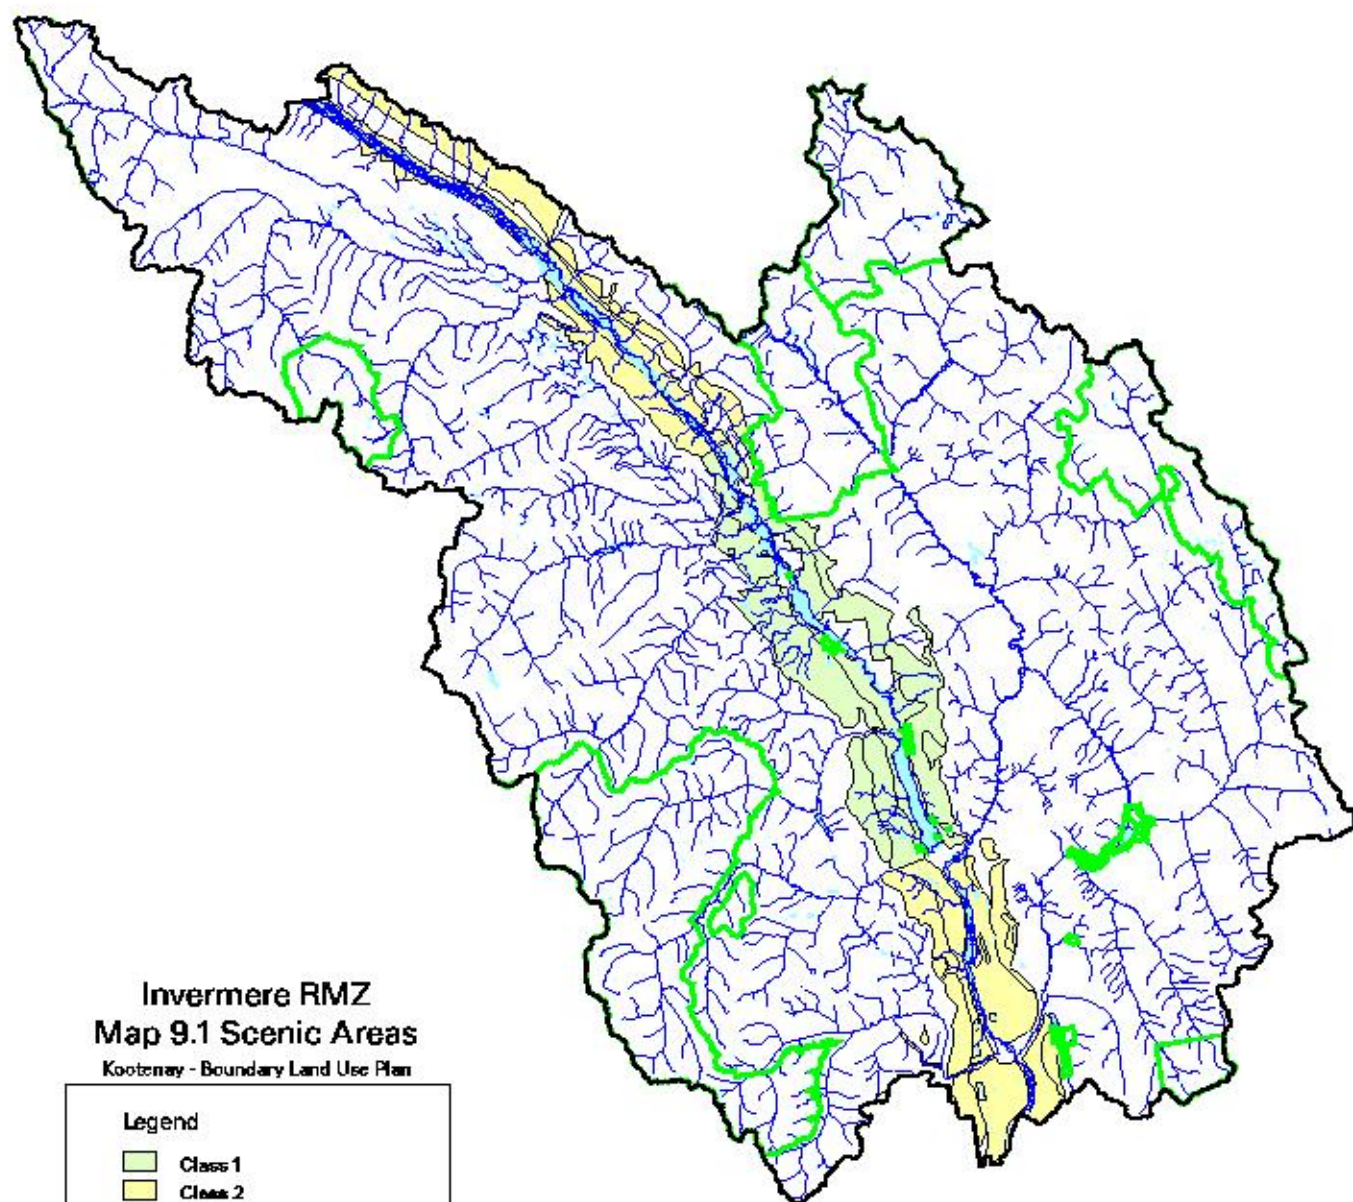 Invermere RMZ
Map 9.1 Scenic Areas
Kootenay - Boundary Land Use Plan
Legend
Class 1
Class 2